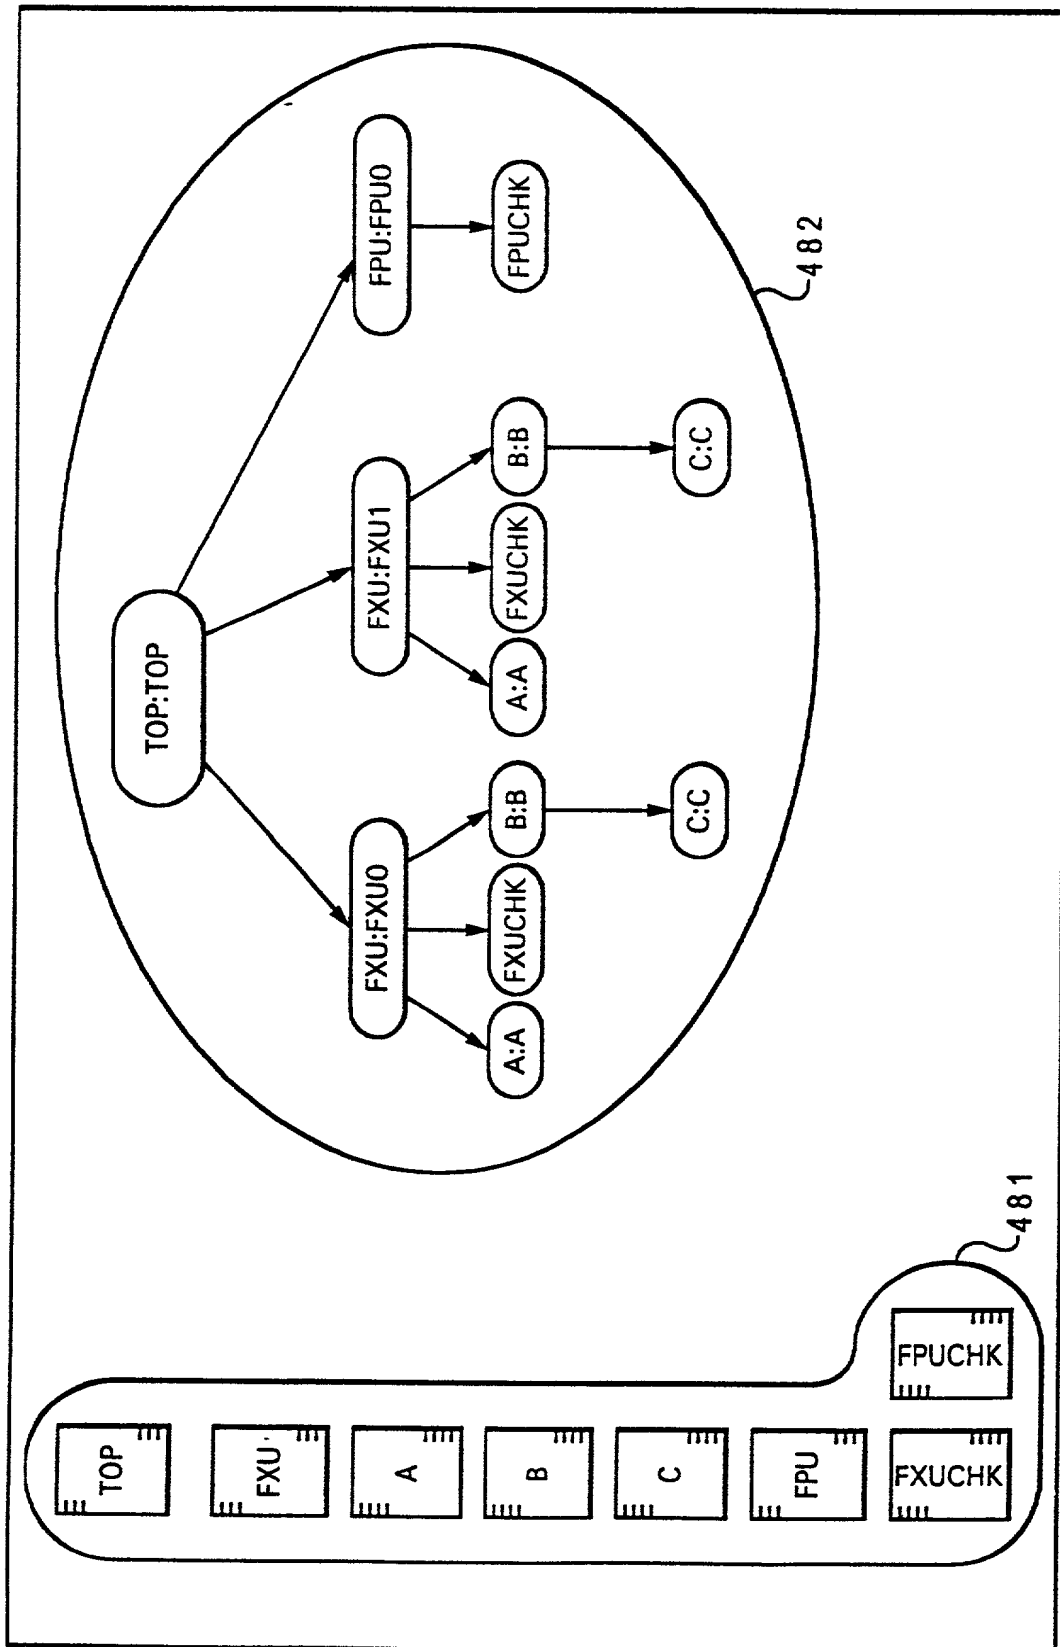 TOP
FXU
A
B
C
FPU
FXUCHK
FPUCHK
481
TOP:TOP
FXU:FXU0
FXU:FXU1
FPU:FPU0
A:A
FXUCHK
B:B
A:A
FXUCHK
B:B
FPUCHK
C:C
C:C
482